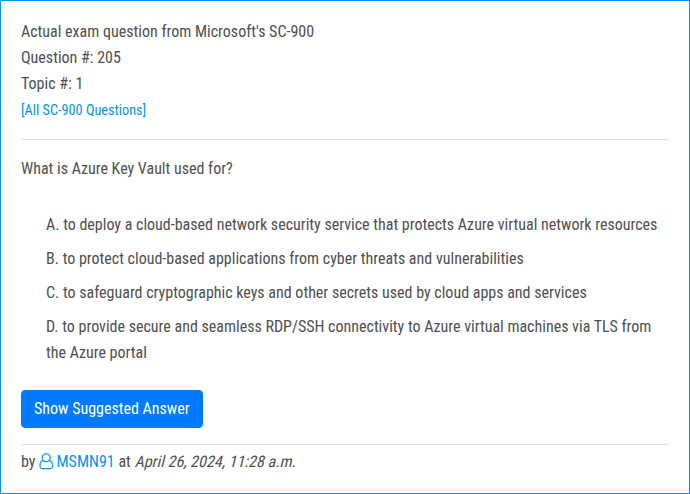 Actual exam question from Microsoft's SC-900
Question #: 205
Topic #: 1
[All SC-900 Questions]
What is Azure Key Vault used for?
A. to deploy a cloud-based network security service that protects Azure virtual network resources
B. to protect cloud-based applications from cyber threats and vulnerabilities
C. to safeguard cryptographic keys and other secrets used by cloud apps and services
D. to provide secure and seamless RDP/SSH connectivity to Azure virtual machines via TLS from
the Azure portal
Show Suggested Answer
by MSMN91 at April 26, 2024, 11:28 a.m.